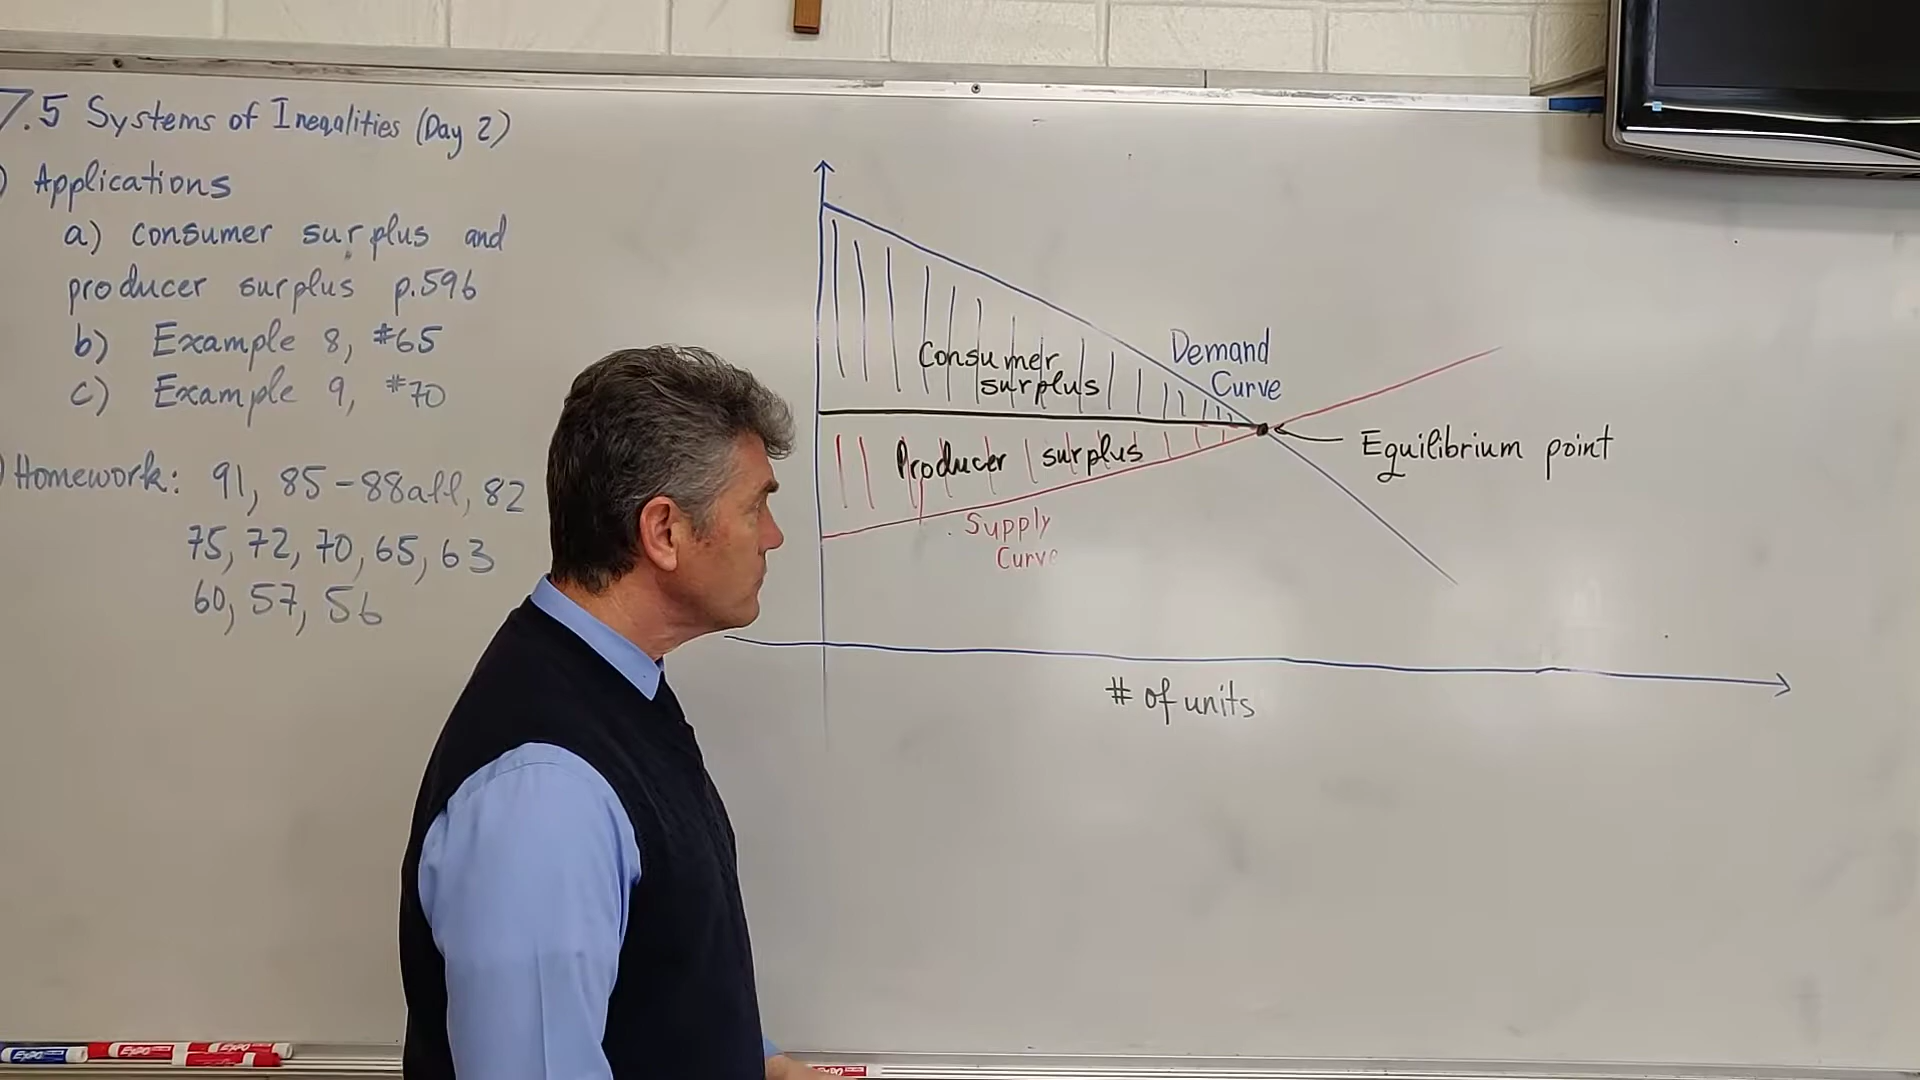 7.5 Systems of Ineqalities (Day 2)
) Applications
a) consumer surplus and
producer surplus p.596
b) Example 8, #65
c) Example 9, #70
) Homework: 91, 85-88all, 82
75, 72, 70, 65, 63
60, 57, 56
Consumer
surplus
Demand
Curve
Producer surplus
Equilibrium point
Supply
Curve
# of units
EXPO
EXPO
EXPO